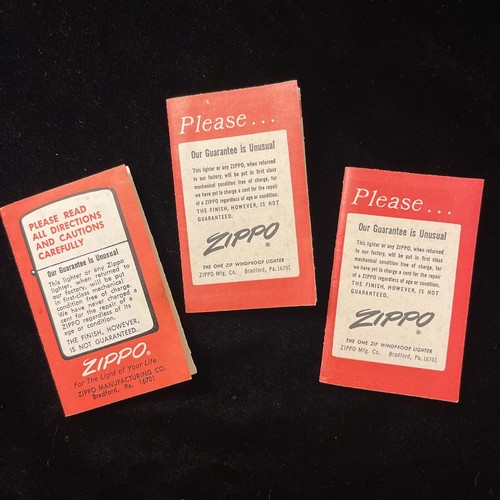 PLEASE READ
ALL DIRECTIONS
AND CAUTIONS
CAREFULLY
Our Guarantee is Unusual
This lighter or any Zippo
lighter, when returned to
our factory, will be put
in first-class mechanical
condition free of charge.
We have never charged a
cent for the repair of a
ZIPPO regardless of its
age or condition.
THE FINISH, HOWEVER,
IS NOT GUARANTEED.
ZIPPO®
For The Light of Your Life
ZIPPO MANUFACTURING CO.
Bradford, Pa. 16701
Please...
Our Guarantee is Unusual
This lighter or any ZIPPO, when returned
to our factory, will be put in first class
mechanical condition free of charge, for
we have yet to charge a cent for the repair
of a ZIPPO regardless of age or condition.
THE FINISH, HOWEVER, IS NOT
GUARANTEED.
ZIPPO®
THE ONE ZIP WINDPROOF LIGHTER
ZIPPO Mfg. Co. Bradford, Pa. 16701
Please...
Our Guarantee is Unusual
This lighter or any ZIPPO, when returned
to our factory, will be put in first class
mechanical condition free of charge, for
we have yet to charge a cent for the repair
of a ZIPPO regardless of age or condition.
THE FINISH, HOWEVER, IS NOT
GUARANTEED.
ZIPPO®
THE ONE ZIP WINDPROOF LIGHTER
ZIPPO Mfg. Co. Bradford, Pa. 16701